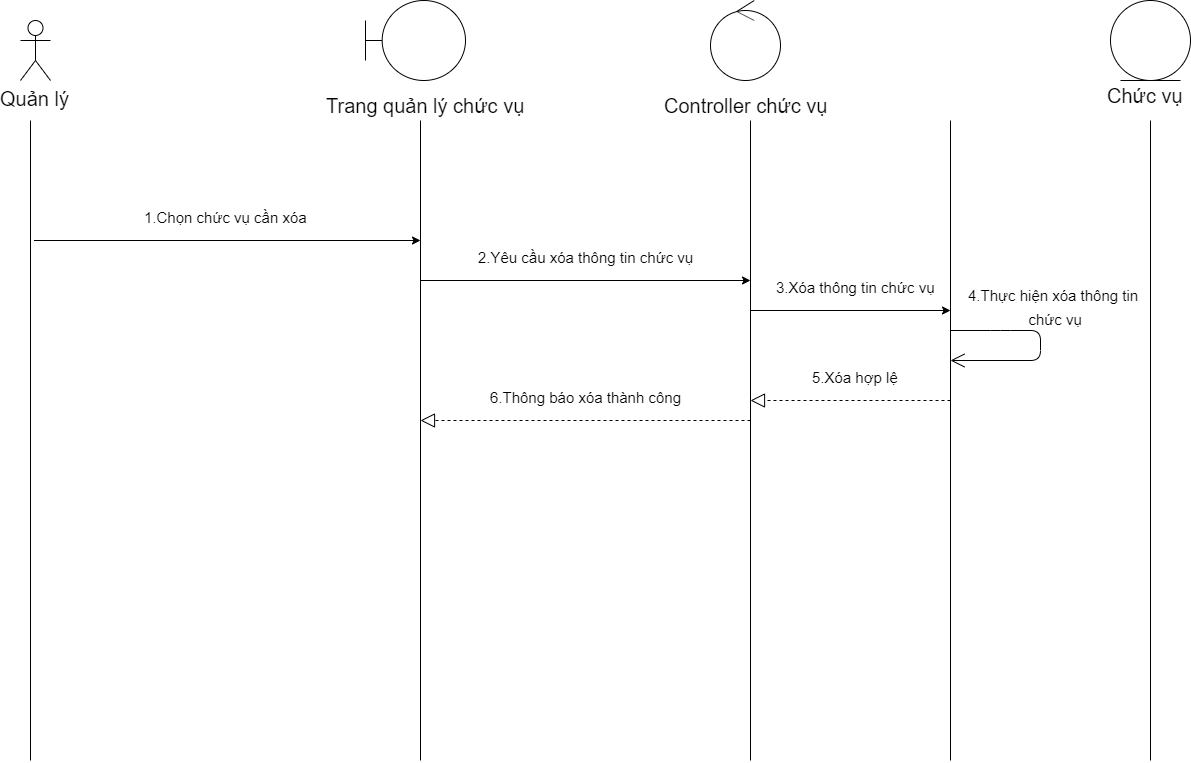 Quản lý
Trang quản lý chức vụ
Controller chức vụ
Chức vụ
1.Chọn chức vụ cần xóa
2.Yêu cầu xóa thông tin chức vụ
3.Xóa thông tin chức vụ
4.Thực hiện xóa thông tin
chức vụ
5.Xóa hợp lệ
6.Thông báo xóa thành công